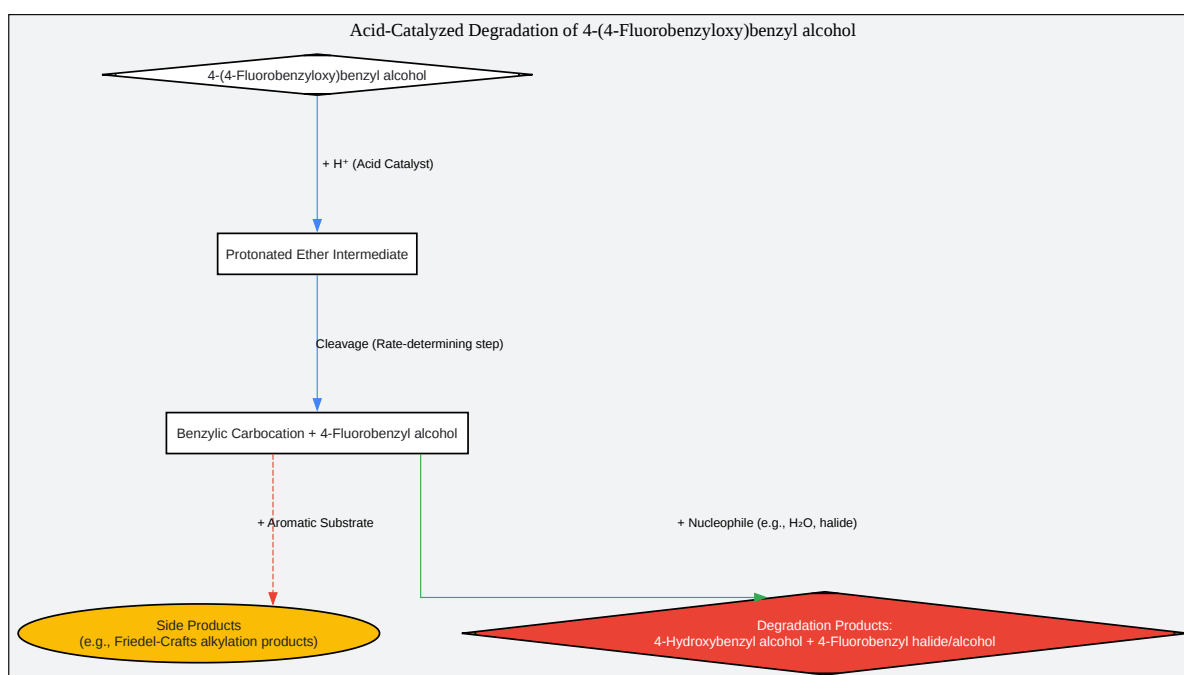 Acid-Catalyzed Degradation of 4-(4-Fluorobenzyloxy)benzyl alcohol
4-(4-Fluorobenzyloxy)benzyl alcohol
+ H⁺ (Acid Catalyst)
Protonated Ether Intermediate
Cleavage (Rate-determining step)
Benzylic Carbocation + 4-Fluorobenzyl alcohol
+ Aromatic Substrate
+ Nucleophile (e.g., H₂O, halide)
Side Products
(e.g., Friedel-Crafts alkylation products)
Degradation Products:
4-Hydroxybenzyl alcohol + 4-Fluorobenzyl halide/alcohol